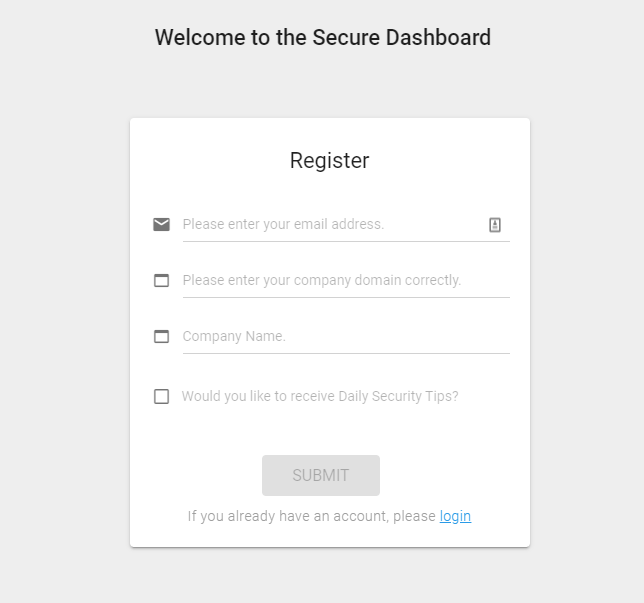 Welcome to the Secure Dashboard
Register
Please enter your email address.
Please enter your company domain correctly.
Company Name.
Would you like to receive Daily Security Tips?
SUBMIT
If you already have an account, please login